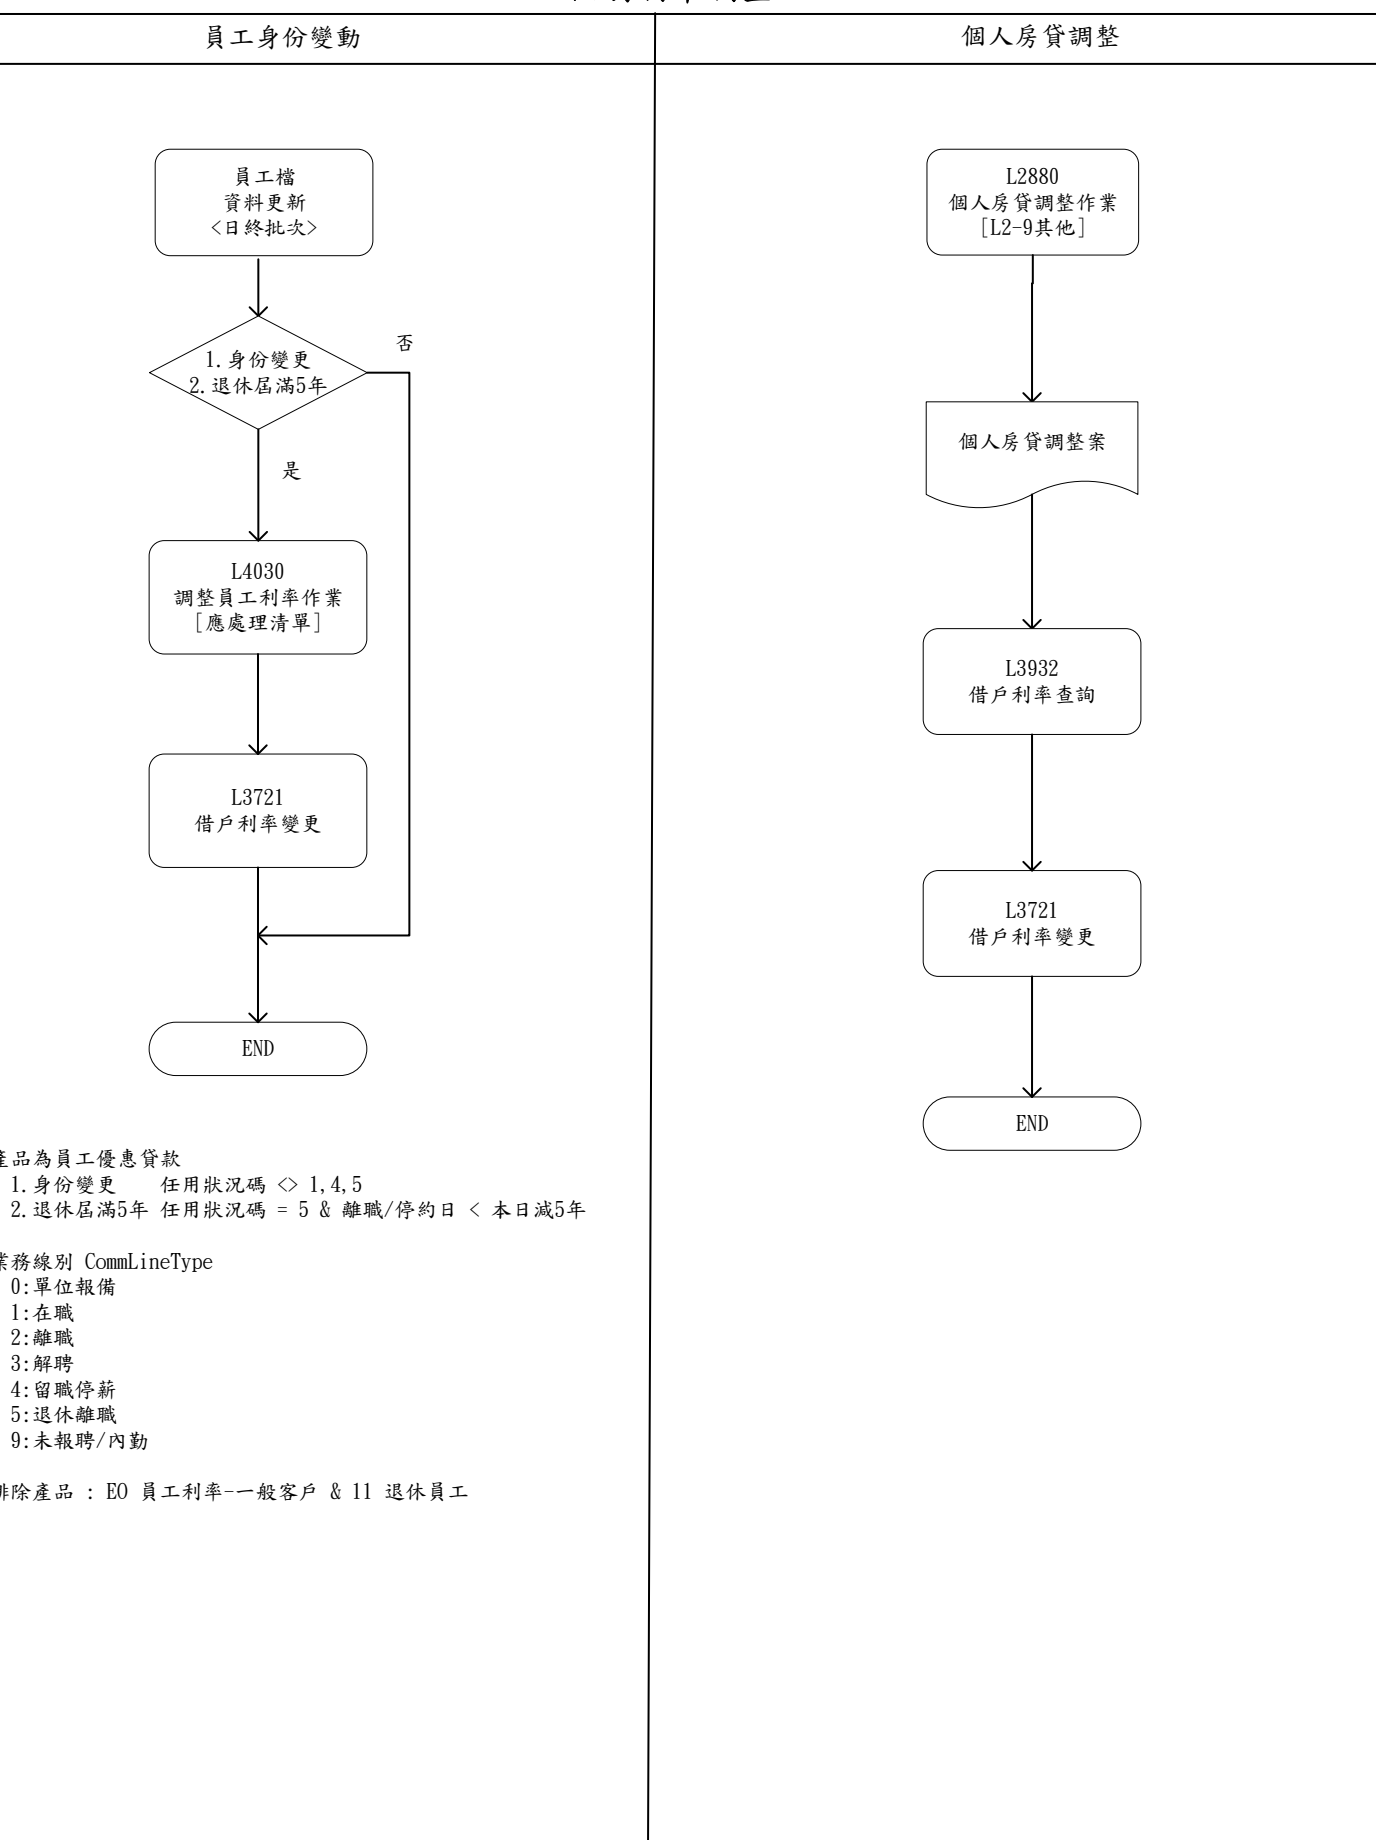 員工身份變動
個人房貸調整
員工檔
資料更新
<日終批次>
1.身份變更
2.退休屆滿5年
否
是
L4030
調整員工利率作業
[應處理清單]
L3721
借戶利率變更
END
L2880
個人房貸調整作業
[L2-9其他]
個人房貸調整案
L3932
借戶利率查詢
L3721
借戶利率變更
END
產品為員工優惠貸款
1.身份變更 任用狀況碼 <> 1,4,5
2.退休屆滿5年 任用狀況碼 = 5 & 離職/停約日 < 本日減5年
業務線別 CommLineType
0:單位報備
1:在職
2:離職
3:解聘
4:留職停薪
5:退休離職
9:未報聘/內勤
排除產品 : EO 員工利率-一般客戶 & 11 退休員工